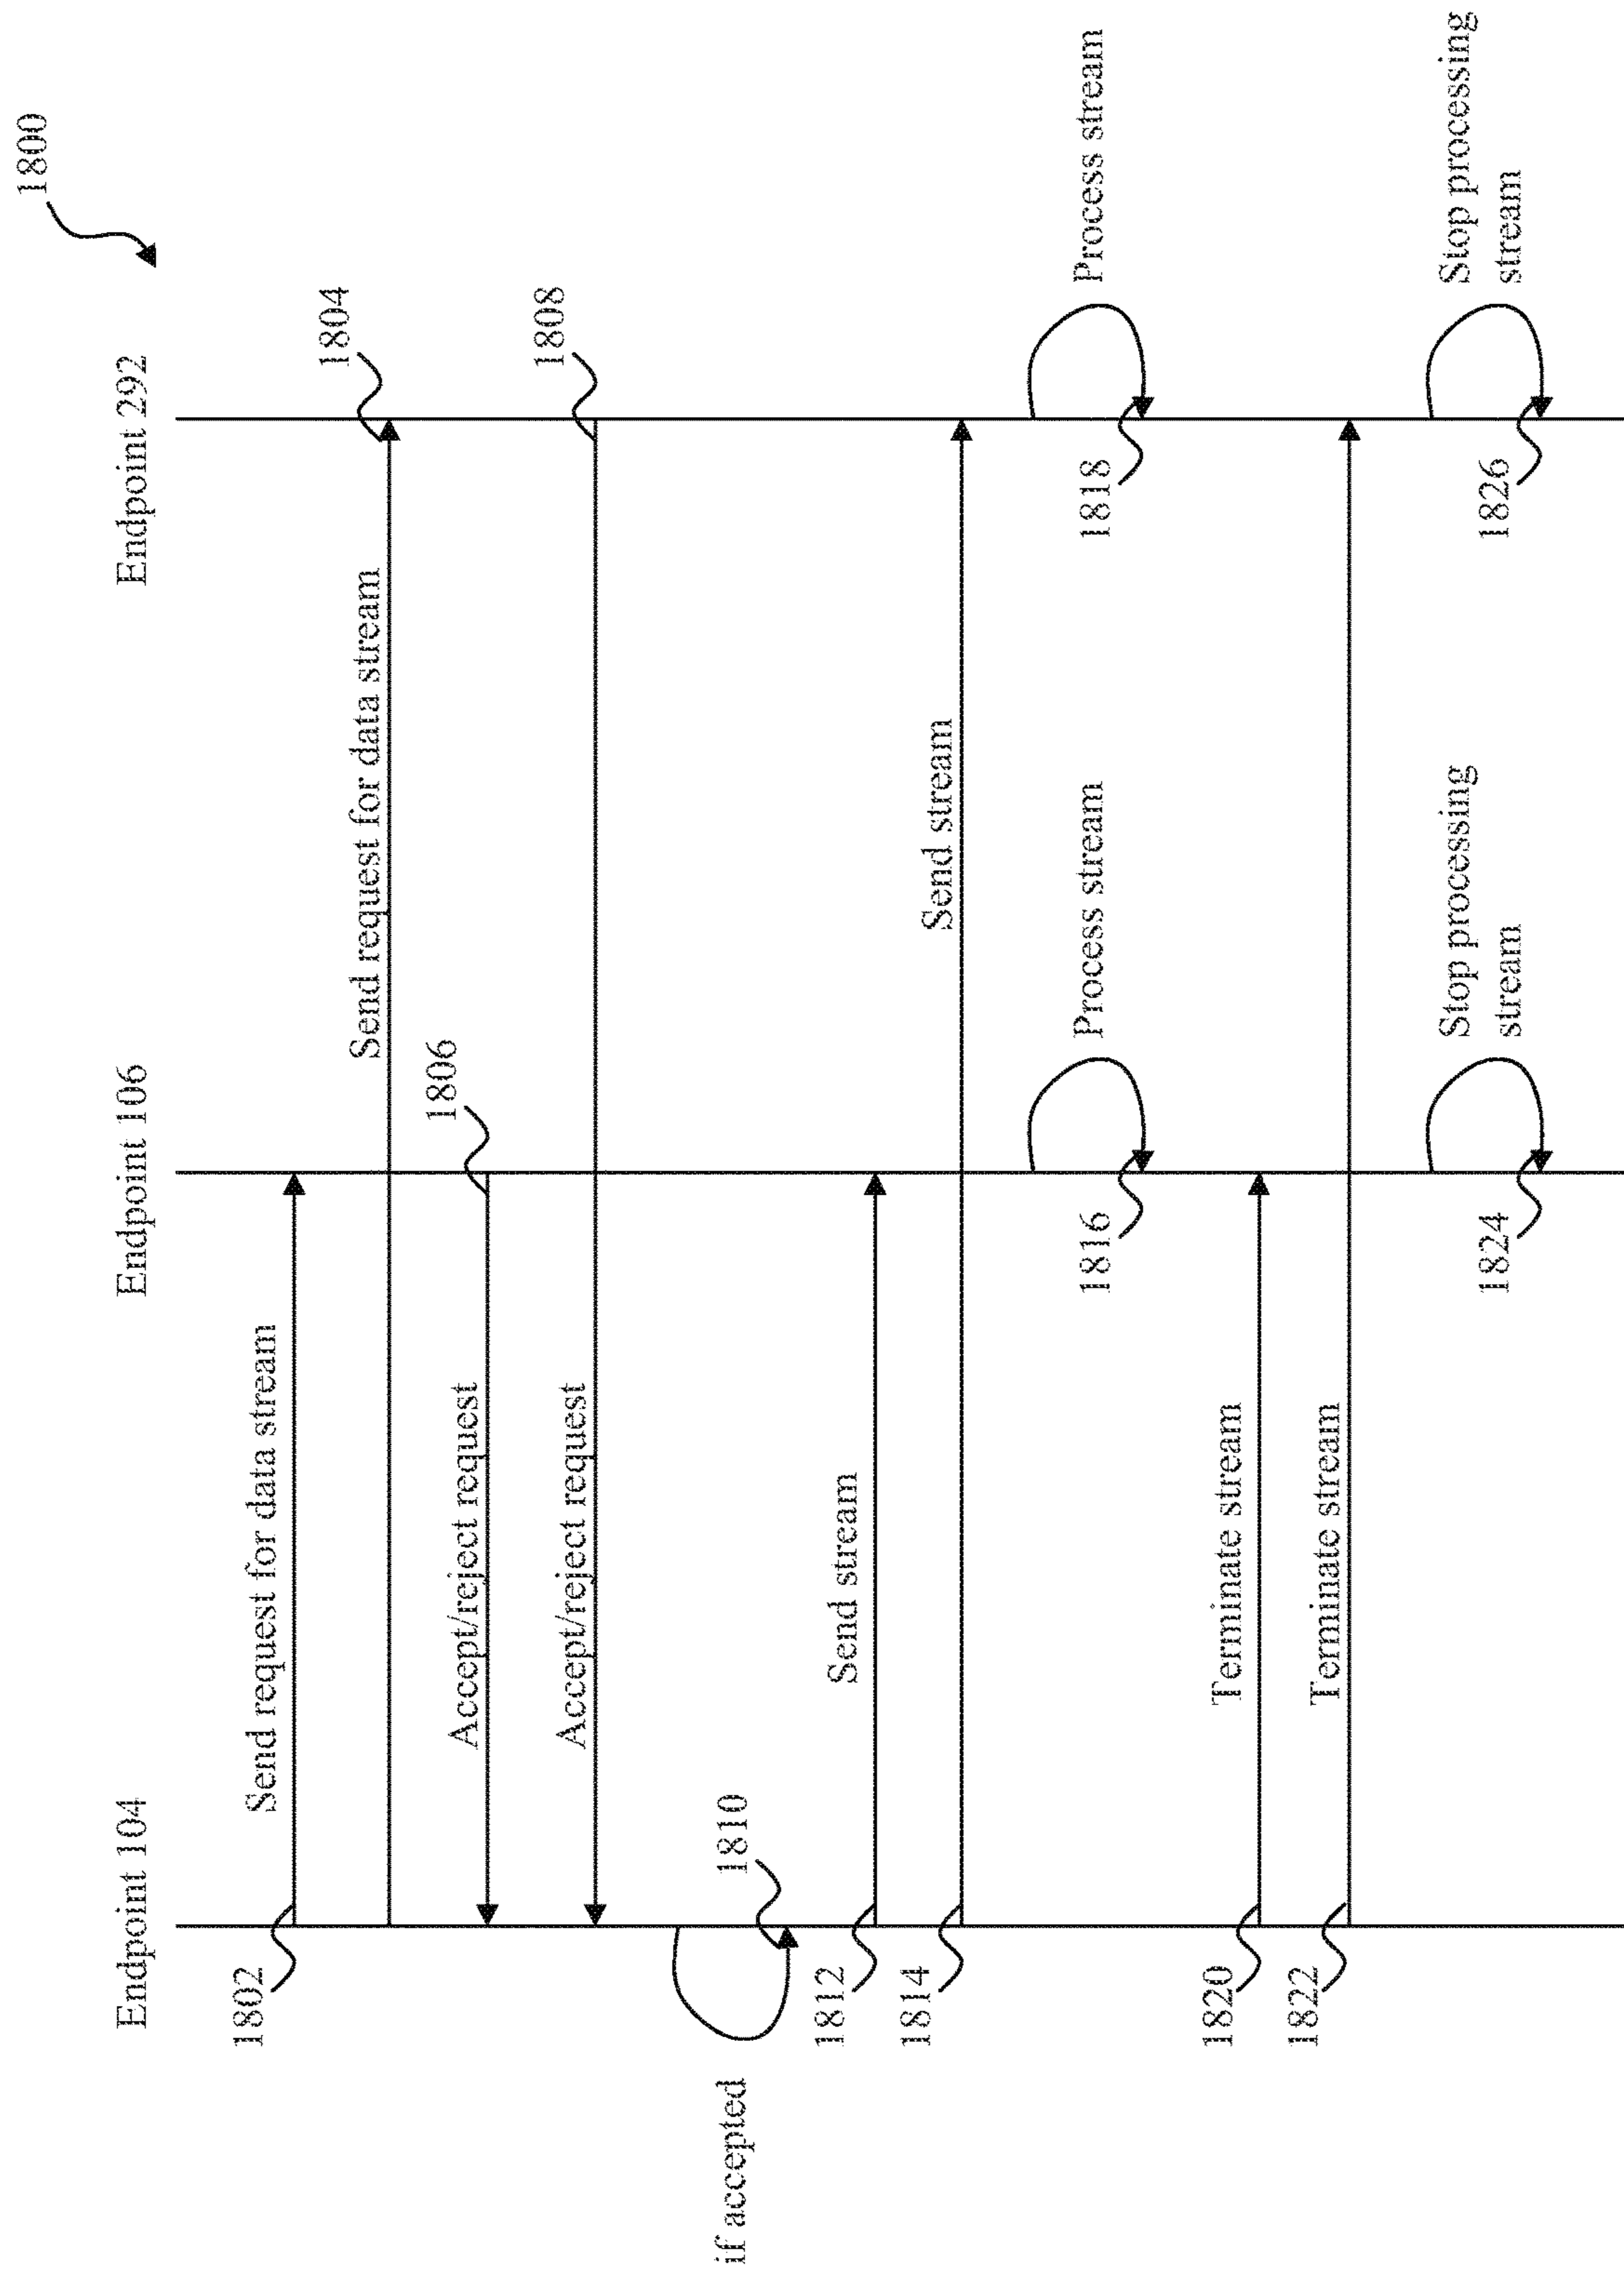 1800
Endpoint 104
Endpoint 106
Endpoint 292
1802
Send request for data stream
Send request for data stream
1804
Accept/reject request
1806
Accept/reject request
1808
if accepted
1810
1812
Send stream
1814
Send stream
Process stream
1816
Process stream
1818
1820
Terminate stream
1822
Terminate stream
Stop processing
stream
1824
Stop processing
stream
1826